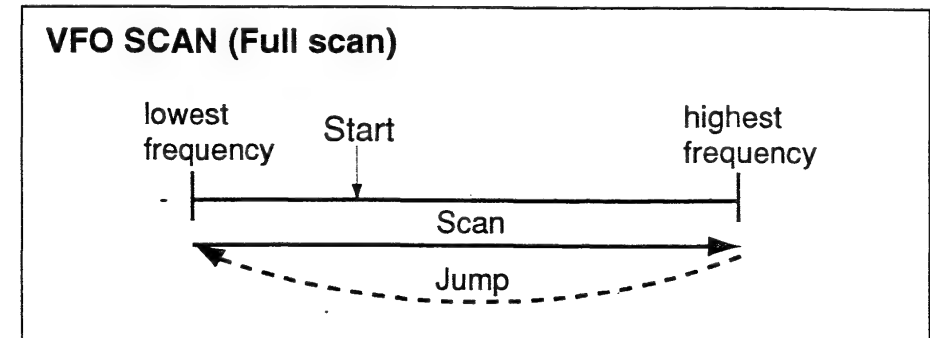 VFO SCAN (Full scan)
lowest
frequency
Start
highest
frequency
Scan
Jump